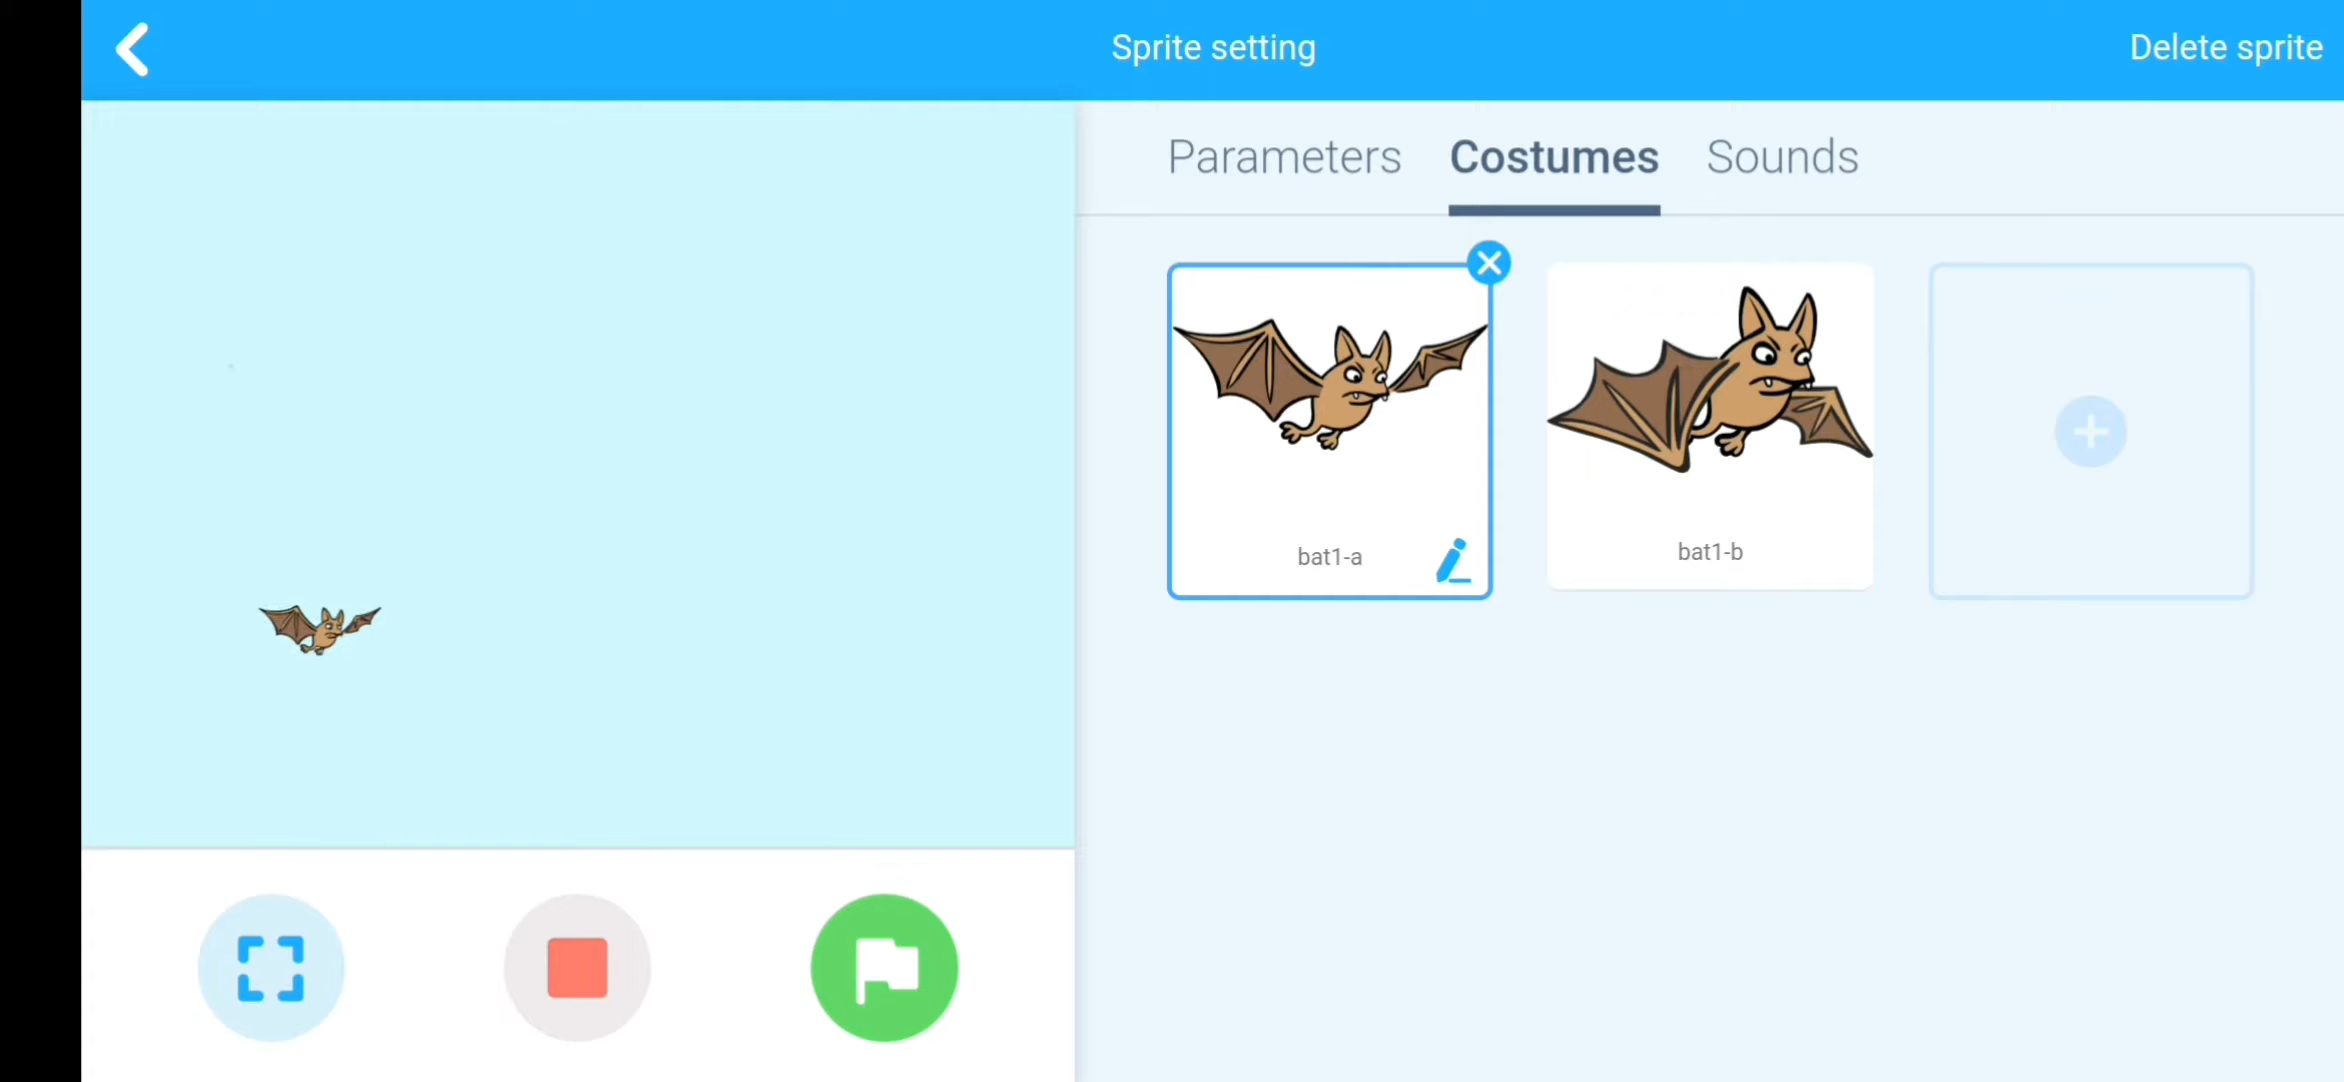 Sprite setting
Delete sprite
Parameters
Costumes
Sounds
bat1-a
bat1-b